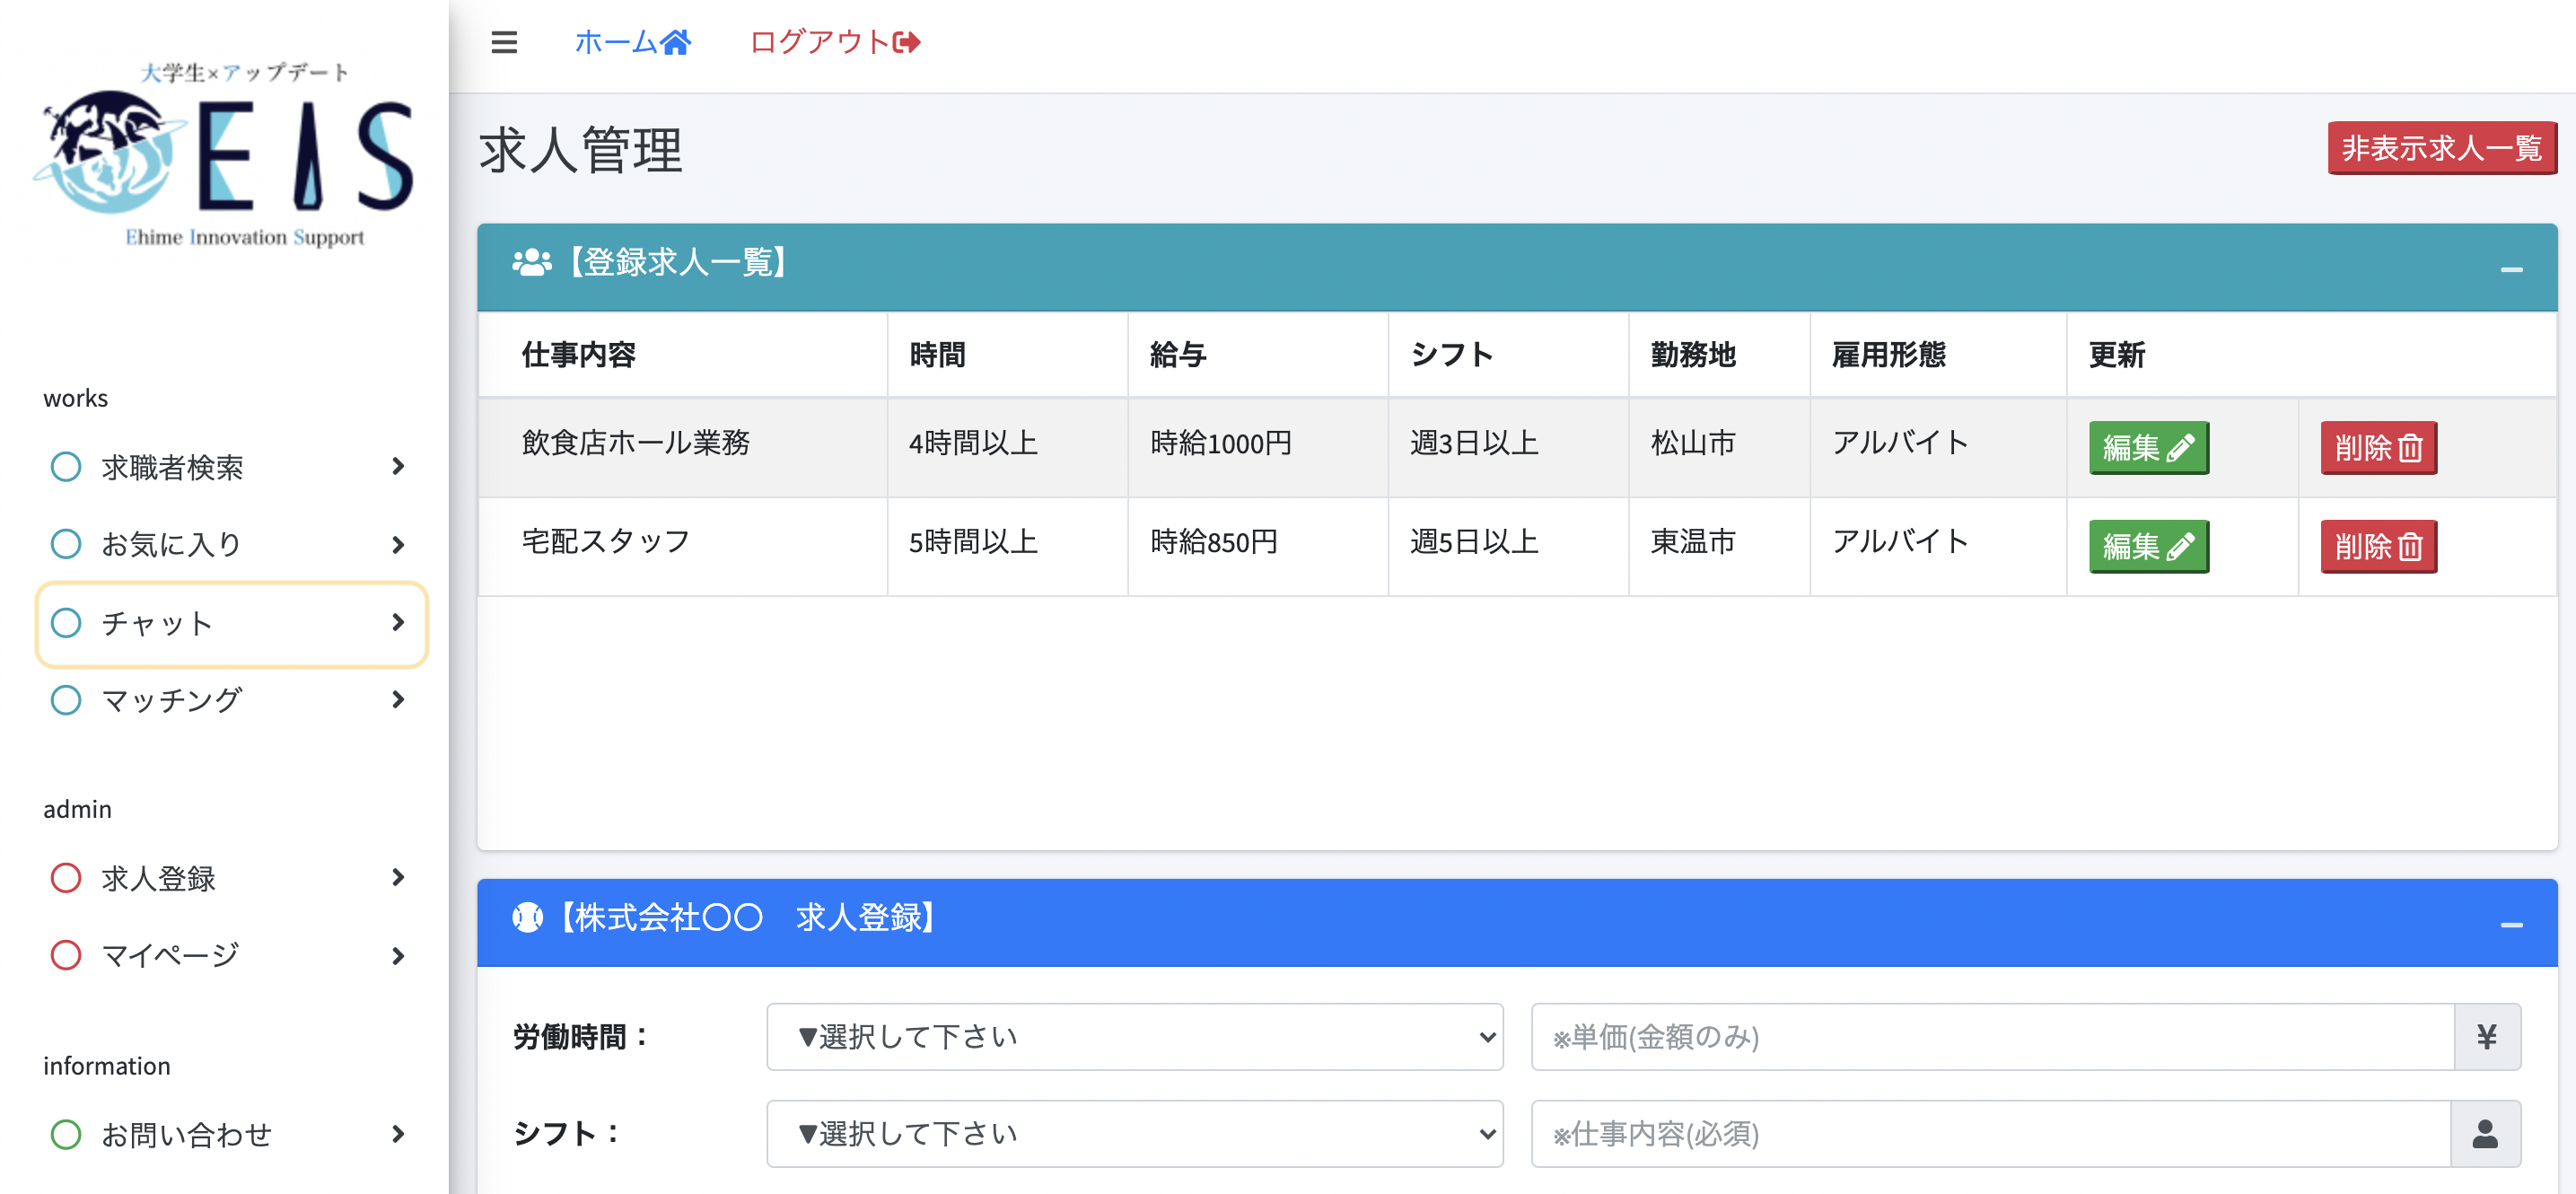 大学生×アップデート
EIS
Ehime Innovation Support
works
求職者検索
お気に入り
チャット
マッチング
admin
求人登録
マイページ
information
お問い合わせ
ホーム
ログアウト
求人管理
非表示求人一覧
【登録求人一覧】
仕事内容 時間 給与 シフト 勤務地 雇用形態 更新
飲食店ホール業務 4時間以上 時給1000円 週3日以上 松山市 アルバイト 編集 削除
宅配スタッフ 5時間以上 時給850円 週5日以上 東温市 アルバイト 編集 削除
【株式会社〇〇　求人登録】
労働時間： ▼選択して下さい ※単価(金額のみ) ¥
シフト： ▼選択して下さい ※仕事内容(必須)